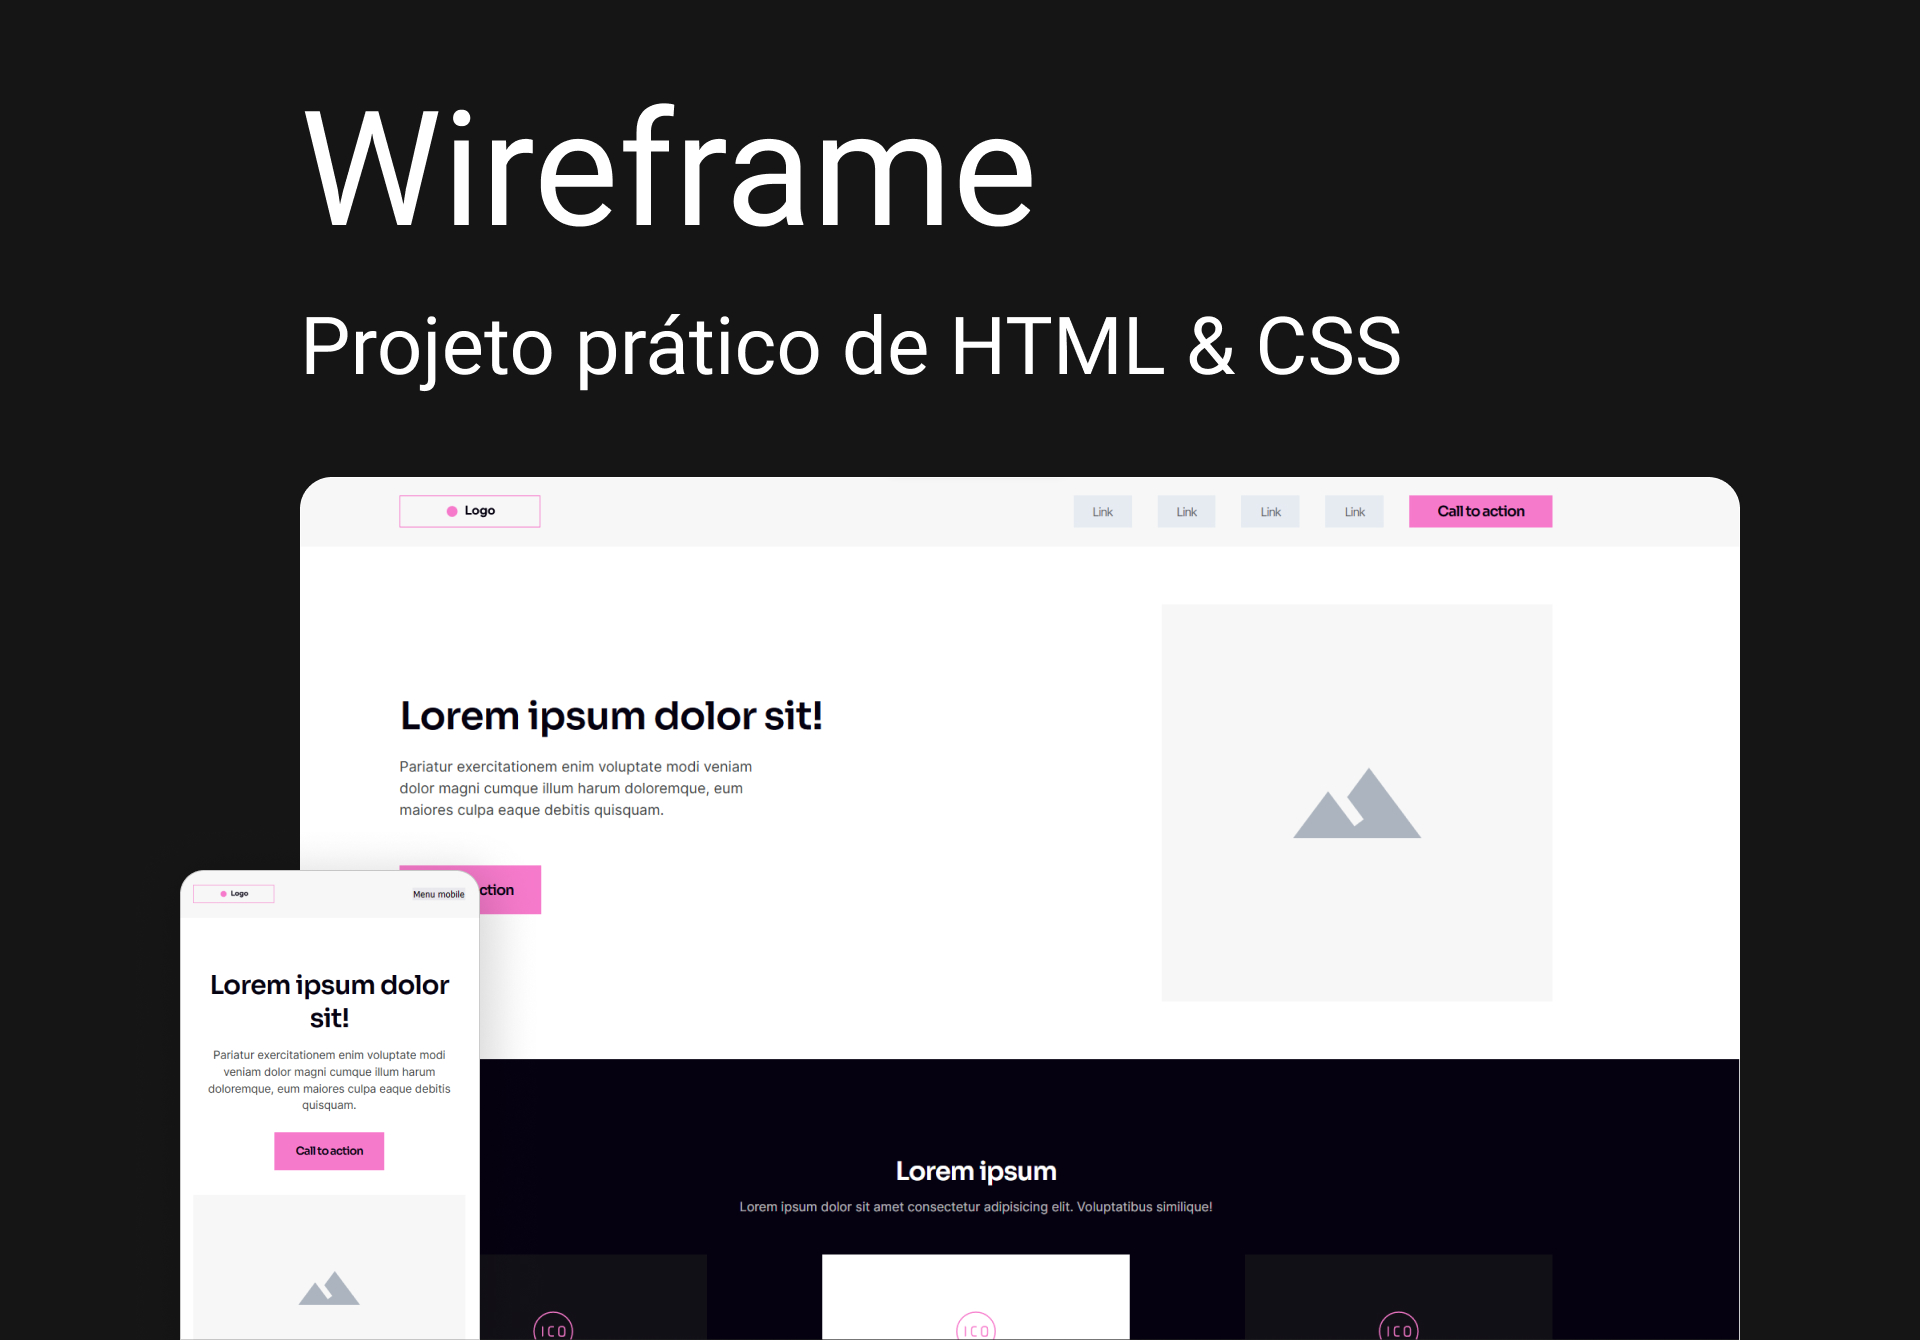 Wireframe
Projeto prático de HTML & CSS
Logo
Link
Link
Link
Link
Call to action
Lorem ipsum dolor sit!
Pariatur exercitationem enim voluptate modi veniam
dolor magni cumque illum harum doloremque, eum
maiores culpa eaque debitis quisquam.
ction
Logo
Menu mobile
Lorem ipsum dolor
sit!
Pariatur exercitationem enim voluptate modi
veniam dolor magni cumque illum harum
doloremque, eum maiores culpa eaque debitis
quisquam.
Call to action
Lorem ipsum
Lorem ipsum dolor sit amet consectetur adipisicing elit. Voluptatibus similique!
ICO
ICO
ICO